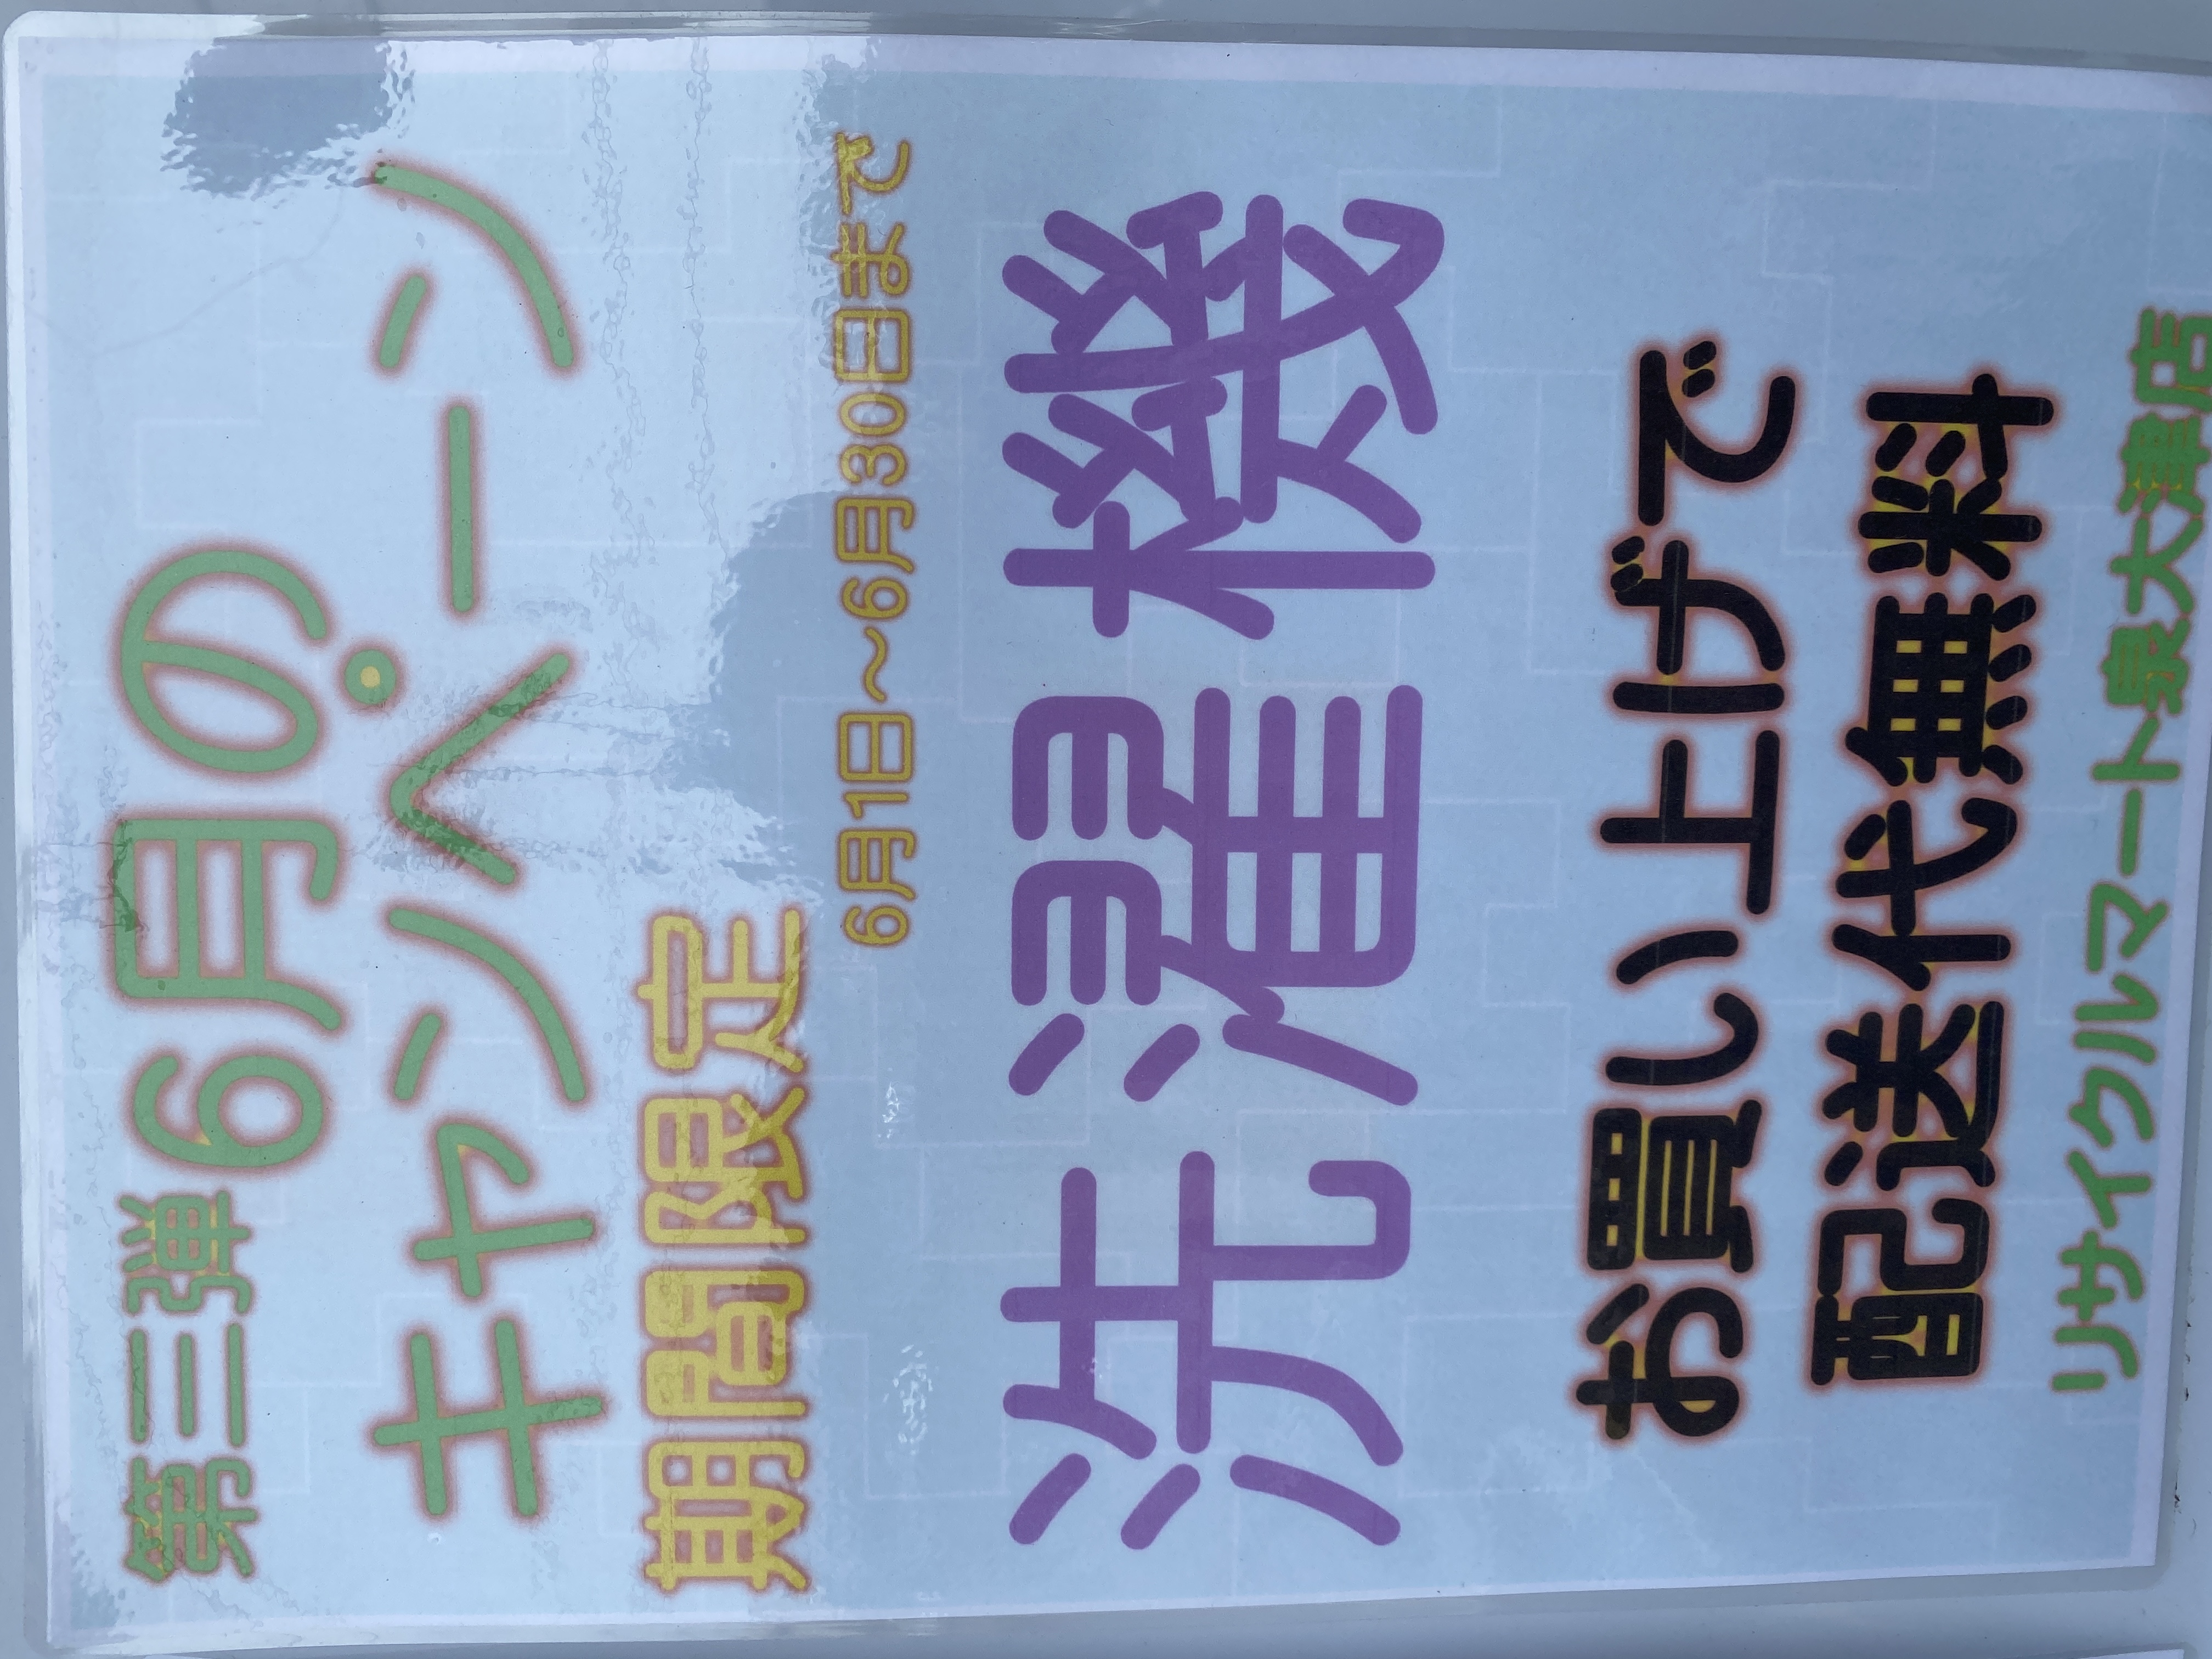 第三弾6月の
キャンペーン
期間限定
6月1日～6月30日まで
洗濯機
お買い上げで
配送代無料
リサイクルマート泉大津店